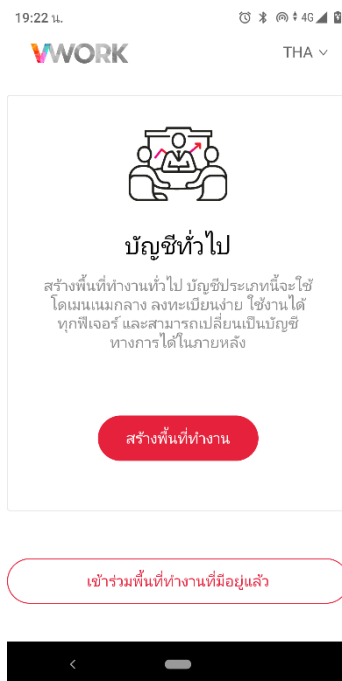 19:22 น.
4G
VWORK
THA
บัญชีทั่วไป
สร้างพื้นที่ทำงานทั่วไป บัญชีประเภทนี้จะใช้
โดเมนเนมกลาง ลงทะเบียนง่าย ใช้งานได้
ทุกฟีเจอร์ และสามารถเปลี่ยนเป็นบัญชี
ทางการได้ในภายหลัง
สร้างพื้นที่ทำงาน
เข้าร่วมพื้นที่ทำงานที่มีอยู่แล้ว